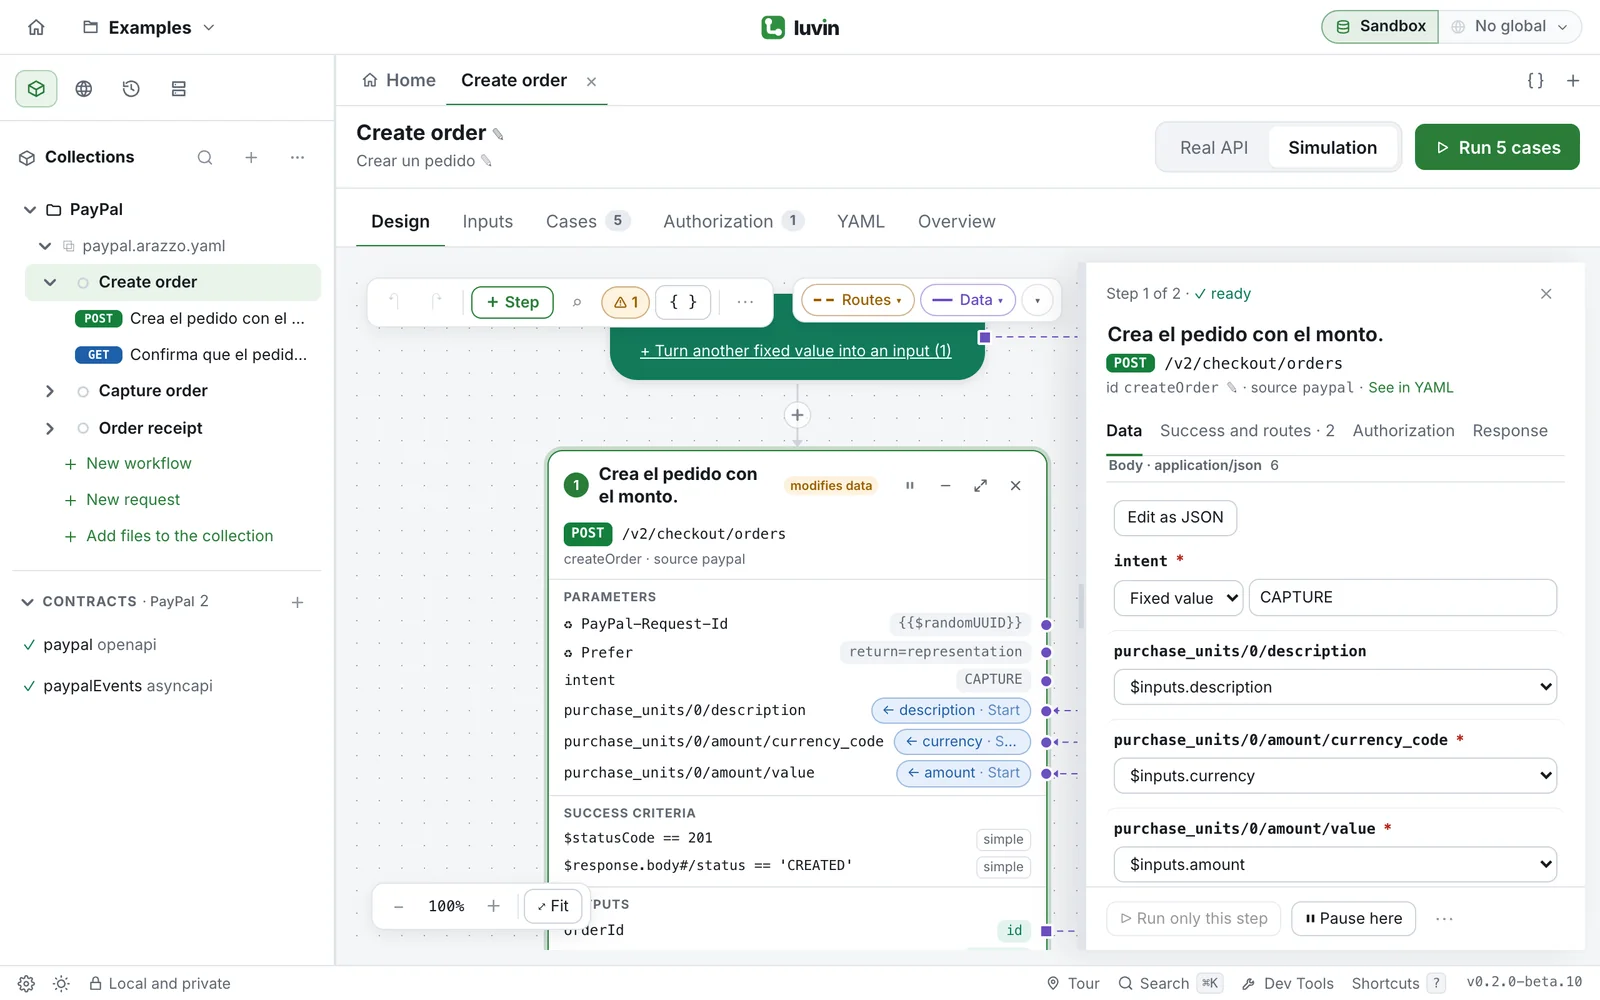 Examples
luvin
Sandbox
No global
Home
Create order
Create order
Crear un pedido
Real API
Simulation
Run 5 cases
Collections
PayPal
paypal.arazzo.yaml
Create order
POST Crea el pedido con el ...
GET Confirma que el pedid...
Capture order
Order receipt
+ New workflow
+ New request
+ Add files to the collection
CONTRACTS · PayPal 2
paypal openapi
paypalEvents asyncapi
Design
Inputs
Cases 5
Authorization 1
YAML
Overview
+ Step
1
{ }
...
Routes
Data
+ Turn another fixed value into an input (1)
1
Crea el pedido con
el monto.
modifies data
POST /v2/checkout/orders
createOrder · source paypal
PARAMETERS
PayPal-Request-Id {{$randomUUID}}
Prefer return=representation
intent CAPTURE
purchase_units/0/description ← description · Start
purchase_units/0/amount/currency_code ← currency · S...
purchase_units/0/amount/value ← amount · Start
SUCCESS CRITERIA
$statusCode == 201 simple
$response.body#/status == 'CREATED' simple
PUTS
orderId id
− 100% +
Fit
Step 1 of 2 · ✓ ready
Crea el pedido con el monto.
POST /v2/checkout/orders
id createOrder · source paypal · See in YAML
Data
Success and routes · 2
Authorization
Response
Body · application/json 6
Edit as JSON
intent *
Fixed value
CAPTURE
purchase_units/0/description
$inputs.description
purchase_units/0/amount/currency_code *
$inputs.currency
purchase_units/0/amount/value *
$inputs.amount
Run only this step
Pause here
...
Local and private
Tour
Search ⌘K
Dev Tools
Shortcuts ?
v0.2.0-beta.10